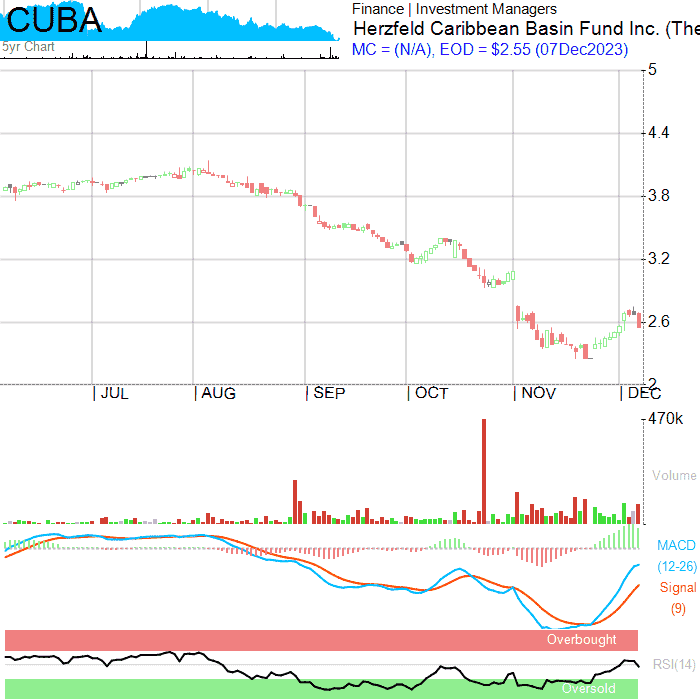 CUBA
5yr Chart
Finance | Investment Managers
Herzfeld Caribbean Basin Fund Inc. (The
MC = (N/A), EOD = $2.55 (07Dec2023)
5
4.4
3.8
3.2
2.6
2
| JUL | AUG | SEP | OCT | NOV | DEC
470k
Volume
MACD
(12-26)
Signal
(9)
Overbought
RSI(14)
Oversold